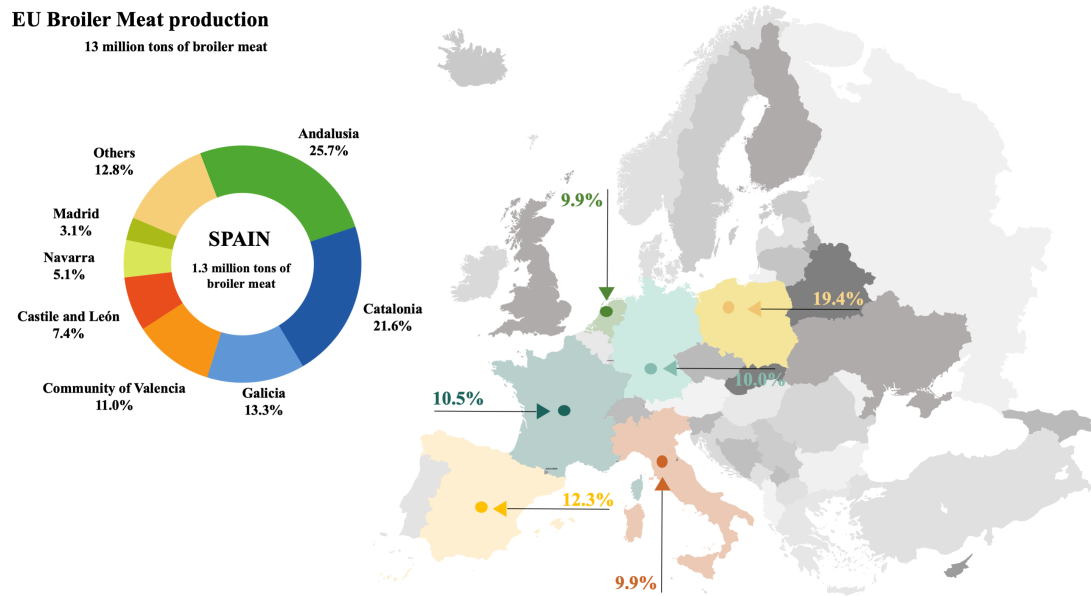 EU Broiler Meat production
13 million tons of broiler meat
Andalusia
25.7%
Others
12.8%
Madrid
3.1%
Navarra
5.1%
Castile and León
7.4%
Community of Valencia
11.0%
Galicia
13.3%
Catalonia
21.6%
SPAIN
1.3 million tons of
broiler meat
9.9%
19.4%
10.0%
10.5%
12.3%
9.9%